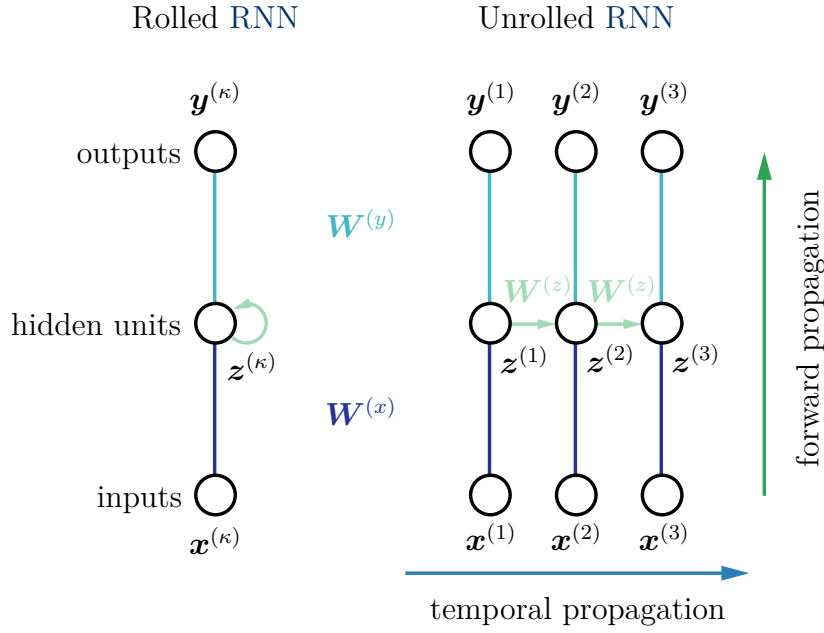 Rolled RNN
Unrolled RNN
y^(κ)
y^(1) y^(2) y^(3)
outputs
W^(y)
W^(z) W^(z)
hidden units
z^(κ)
z^(1) z^(2) z^(3)
W^(x)
inputs
x^(κ)
x^(1) x^(2) x^(3)
forward propagation
temporal propagation